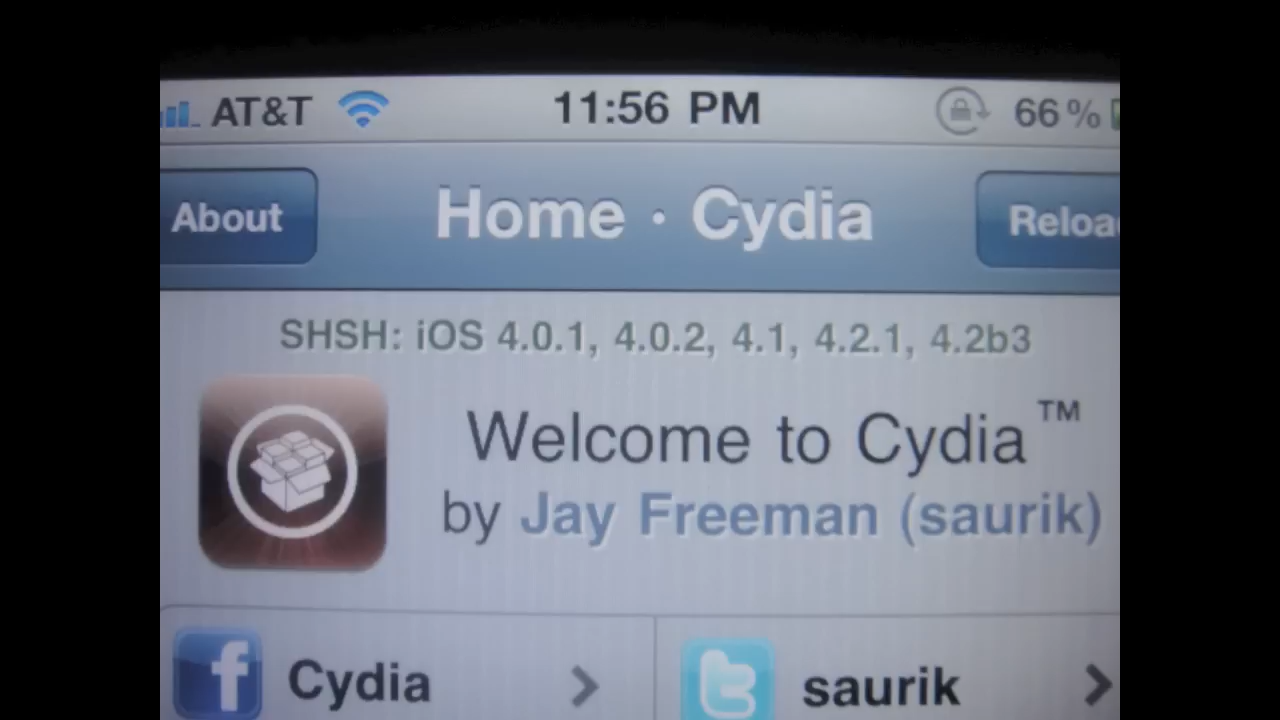 AT&T 11:56 PM 66%
About Home · Cydia Reloa
SHSH: iOS 4.0.1, 4.0.2, 4.1, 4.2.1, 4.2b3
Welcome to Cydia™
by Jay Freeman (saurik)
Cydia saurik